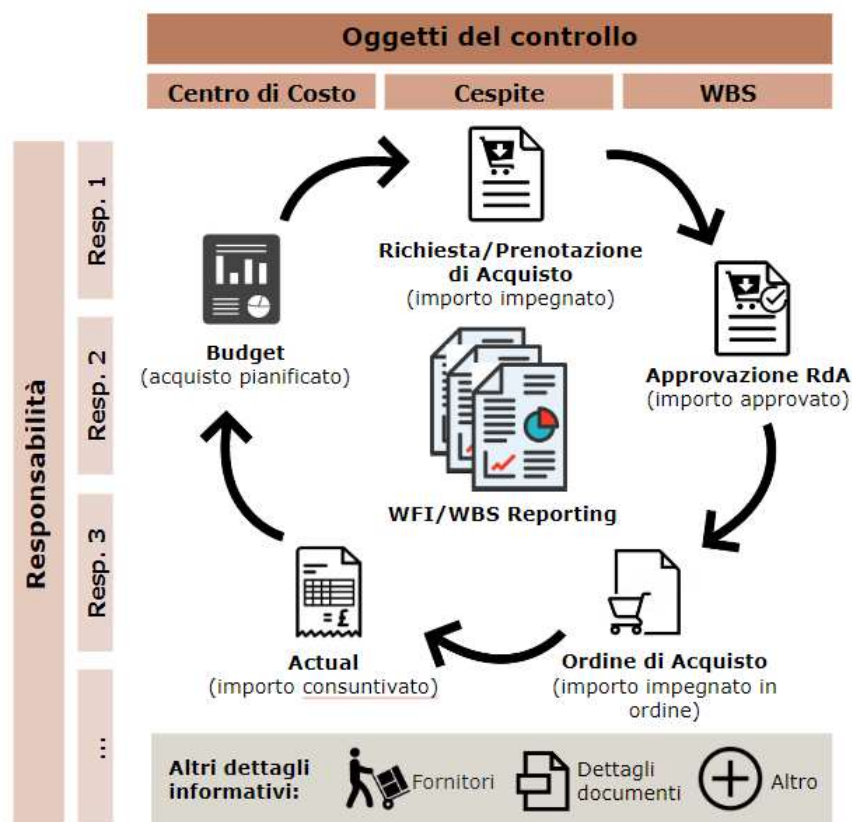 Oggetti del controllo
Centro di Costo
Cespite
WBS
Responsabilità
Resp. 1
Resp. 2
Resp. 3
...
Richiesta/Prenotazione
di Acquisto
(importo impegnato)
Budget
(acquisto pianificato)
Approvazione RdA
(importo approvato)
WFI/WBS Reporting
= £
Actual
(importo consuntivato)
Ordine di Acquisto
(importo impegnato in
ordine)
Altri dettagli
informativi:
Fornitori
Dettagli
documenti
Altro